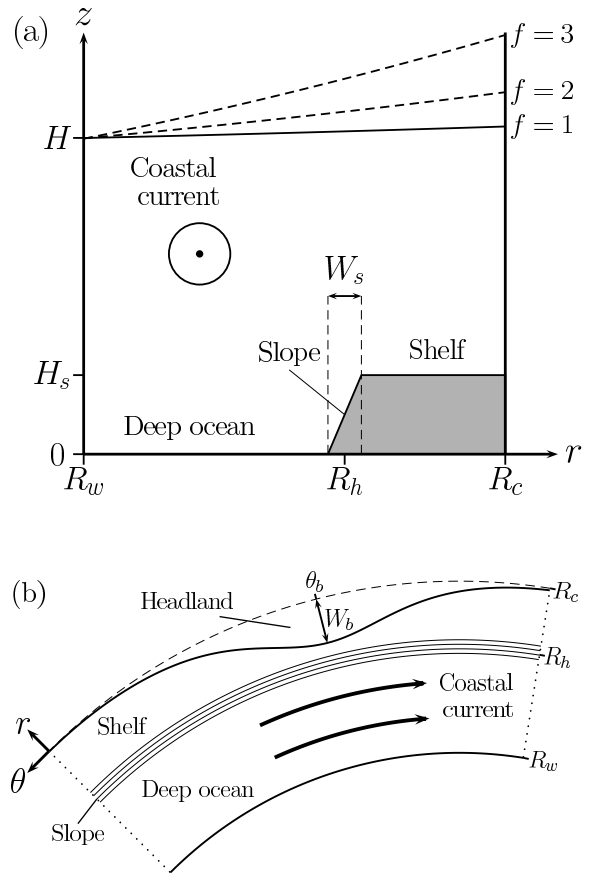 (a)
z
f = 3
f = 2
f = 1
H
Coastal
current
W_s
Slope
Shelf
H_s
Deep ocean
0
r
R_w
R_h
R_c
(b)
θ_b
Headland
W_b
R_c
R_h
r
Shelf
Coastal
current
θ
R_w
Deep ocean
Slope